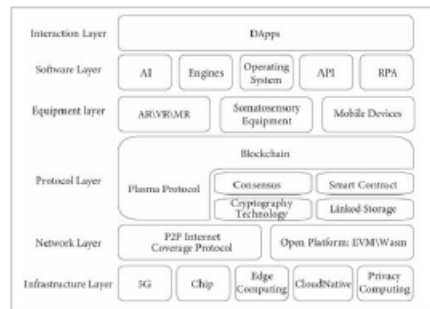 Interaction Layer
DApps
Software Layer
AI
Engines
Operating
System
API
RPA
Equipment layer
AR\VR\MR
Somatosensory
Equipment
Mobile Devices
Protocol Layer
Blockchain
Plasma Protocol
Consensus
Smart Contract
Cryptography
Technology
Linked Storage
Network Layer
P2P Internet
Coverage Protocol
Open Platform: EVM\Wasm
Infrastructure Layer
5G
Chip
Edge
Computing
CloudNative
Privacy
Computing